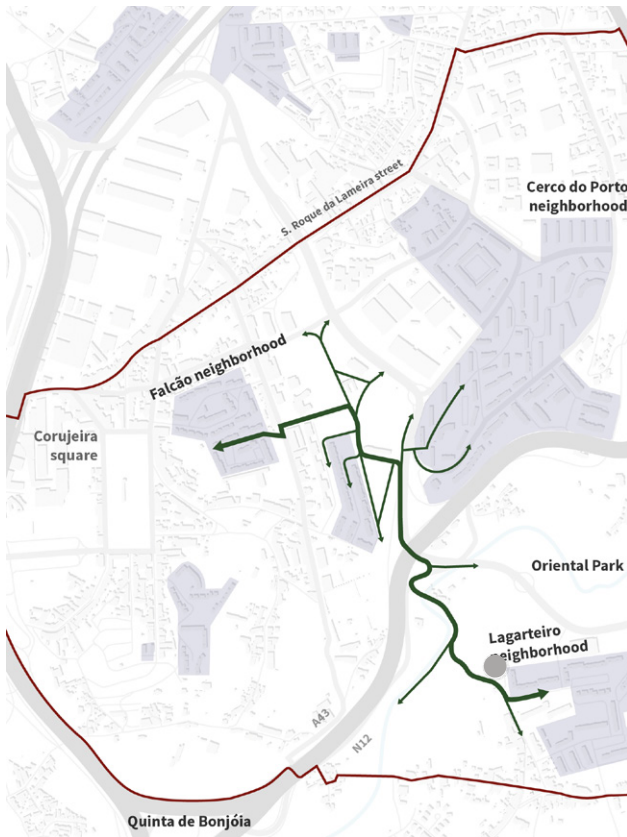 S. Roque da Lameira street
Cerco do Porto
neighborhood
Falcão neighborhood
Corujeira
square
Oriental Park
Lagarteiro
neighborhood
A43
N12
Quinta de Bonjóia